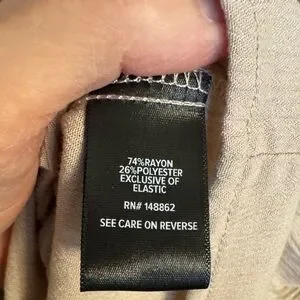 74%RAYON
26%POLYESTER
EXCLUSIVE OF
ELASTIC
RN# 148862
SEE CARE ON REVERSE